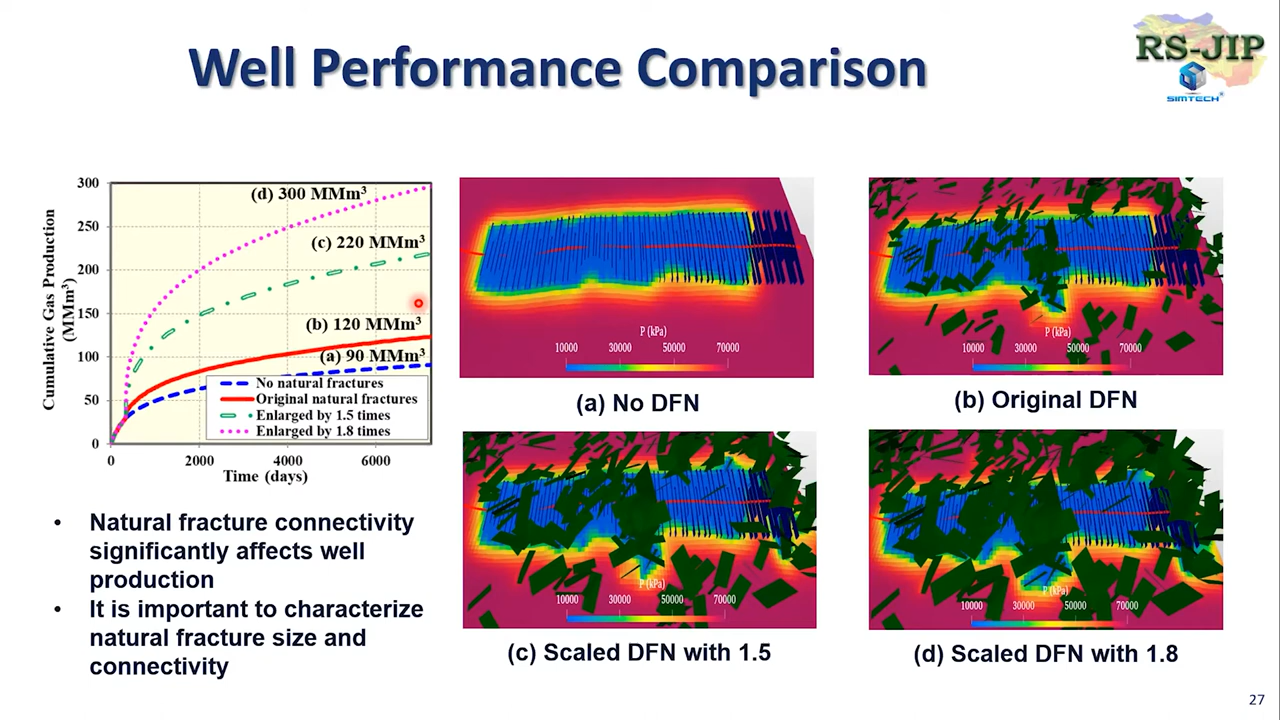 Well Performance Comparison
RS-JIP
SIMTECH
Cumulative Gas Production
(MMm³)
300
250
200
150
100
50
0
(d) 300 MMm³
(c) 220 MMm³
(b) 120 MMm³
(a) 90 MMm³
No natural fractures
Original natural fractures
Enlarged by 1.5 times
Enlarged by 1.8 times
0 2000 4000 6000
Time (days)
• Natural fracture connectivity
significantly affects well
production
• It is important to characterize
natural fracture size and
connectivity
P (kPa)
10000 30000 50000 70000
(a) No DFN
P (kPa)
10000 30000 50000 70000
(b) Original DFN
P (kPa)
10000 30000 50000 70000
(c) Scaled DFN with 1.5
P (kPa)
10000 30000 50000 70000
(d) Scaled DFN with 1.8
27